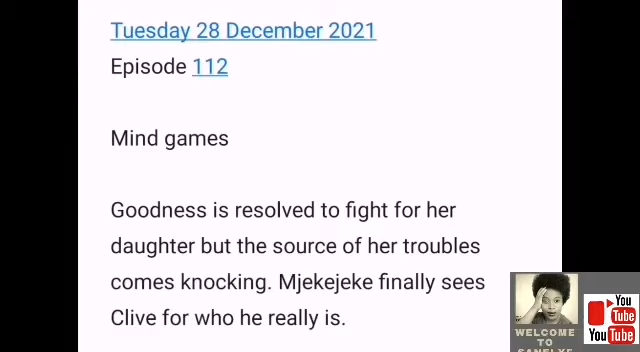 Tuesday 28 December 2021
Episode 112
Mind games
Goodness is resolved to fight for her
daughter but the source of her troubles
comes knocking. Mjekejeke finally sees
Clive for who he really is.
You
Tube
You Tube
WELCOME
TO